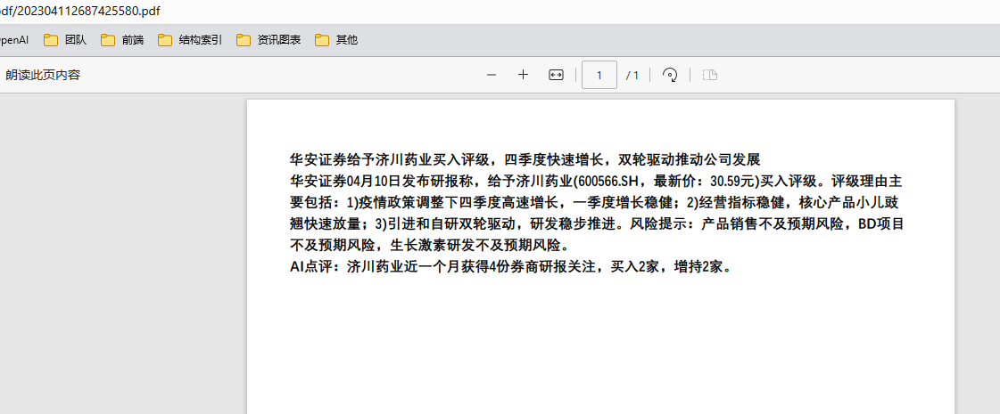 df/202304112687425580.pdf
penAI 团队 前端 结构索引 资讯图表 其他
朗读此页内容 1 / 1
华安证券给予济川药业买入评级，四季度快速增长，双轮驱动推动公司发展
华安证券04月10日发布研报称，给予济川药业(600566.SH，最新价：30.59元)买入评级。评级理由主
要包括：1)疫情政策调整下四季度高速增长，一季度增长稳健；2)经营指标稳健，核心产品小儿豉
翘快速放量；3)引进和自研双轮驱动，研发稳步推进。风险提示：产品销售不及预期风险，BD项目
不及预期风险，生长激素研发不及预期风险。
AI点评：济川药业近一个月获得4份券商研报关注，买入2家，增持2家。